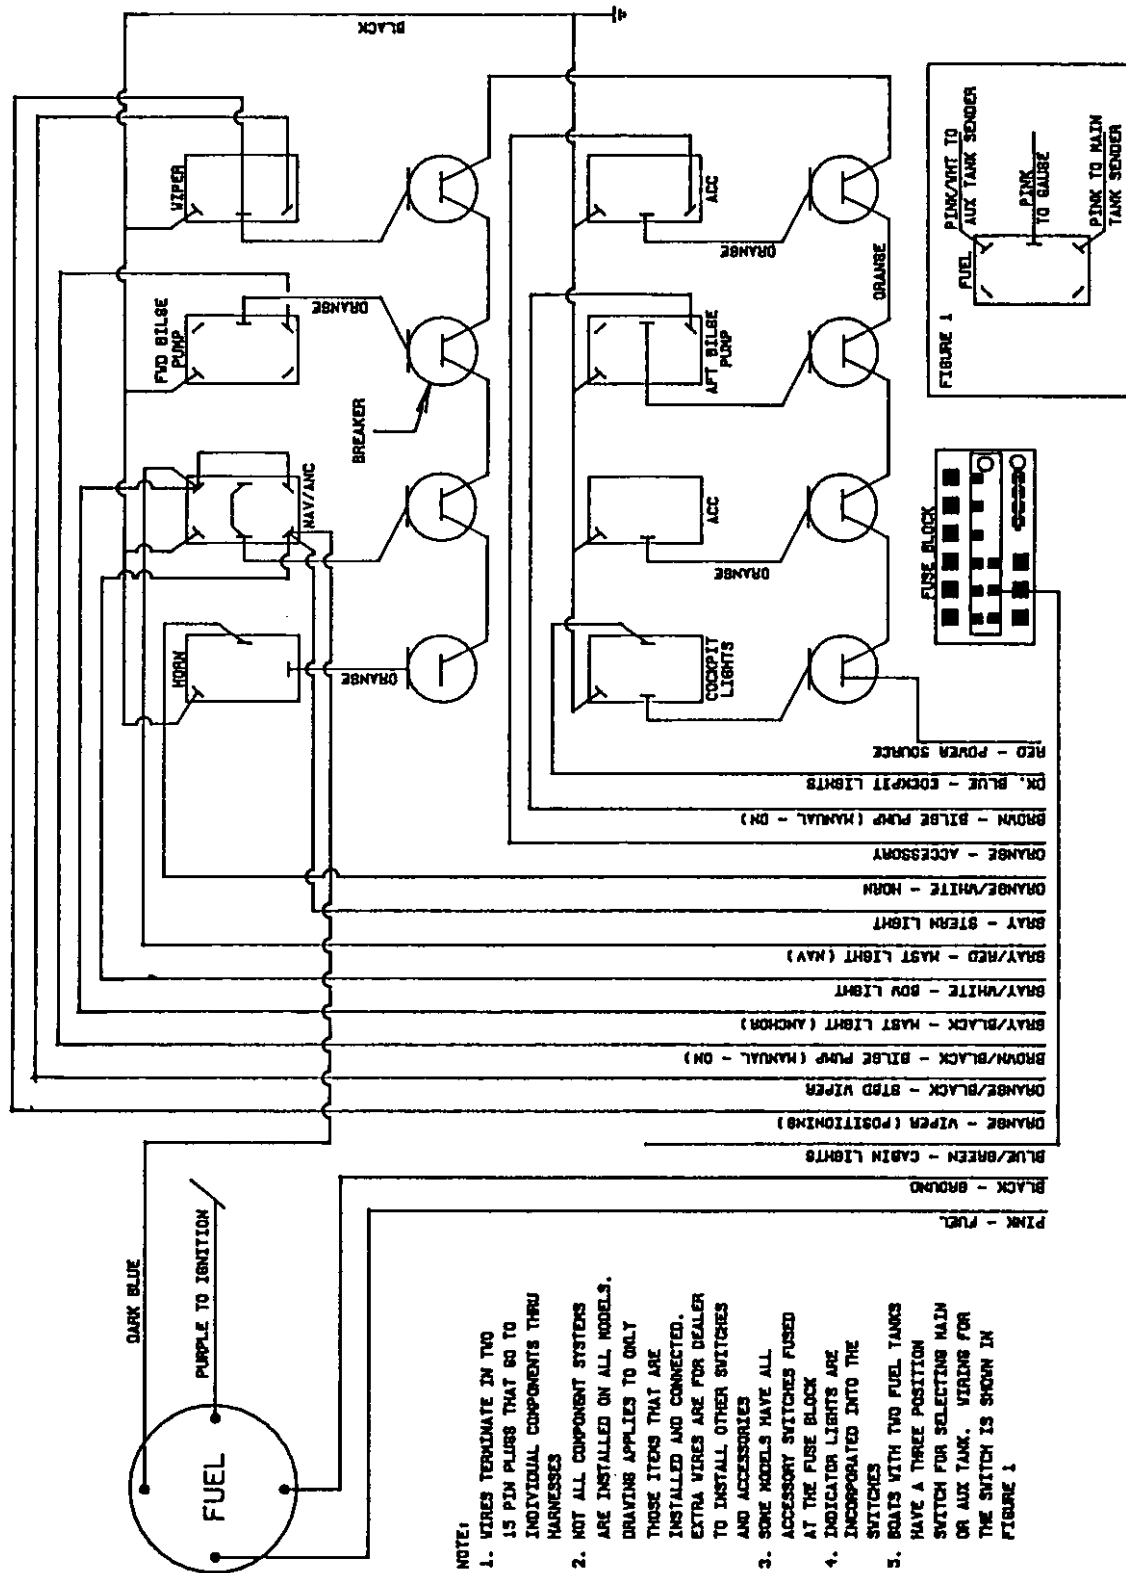 BLACK
WIPER
FWD BILGE
PUMP
NAV/ANC
HORN
ORANGE
ORANGE
BREAKER
ACC
AFT BILGE
PUMP
ACC
COCKPIT
LIGHTS
ORANGE
ORANGE
ORANGE
FUSE BLOCK
FIGURE 1
FUEL
PINK/WHT TO
AUX TANK SENDER
PINK
TO GAUGE
PINK TO MAIN
TANK SENDER
RED - POWER SOURCE
DK. BLUE - COCKPIT LIGHTS
BROWN - BILGE PUMP (MANUAL - ON)
ORANGE - ACCESSORY
ORANGE/WHITE - HORN
GRAY - STERN LIGHT
GRAY/RED - MAST LIGHT (NAV)
GRAY/WHITE - BOW LIGHT
GRAY/BLACK - MAST LIGHT (ANCHOR)
BROWN/BLACK - BILGE PUMP (MANUAL - ON)
ORANGE/BLACK - STBD WIPER
ORANGE - WIPER (POSITIONING)
BLUE/GREEN - CABIN LIGHTS
BLACK - GROUND
PINK - FUEL
DARK BLUE
PURPLE TO IGNITION
FUEL
NOTE:
1. WIRES TERMINATE IN TWO
15 PIN PLUGS THAT GO TO
INDIVIDUAL COMPONENTS THRU
HARNESSES
2. NOT ALL COMPONENT SYSTEMS
ARE INSTALLED ON ALL MODELS.
DRAWING APPLIES TO ONLY
THOSE ITEMS THAT ARE
INSTALLED AND CONNECTED.
EXTRA WIRES ARE FOR DEALER
TO INSTALL OTHER SWITCHES
AND ACCESSORIES
3. SOME MODELS HAVE ALL
ACCESSORY SWITCHES FUSED
AT THE FUSE BLOCK
4. INDICATOR LIGHTS ARE
INCORPORATED INTO THE
SWITCHES
5. BOATS WITH TWO FUEL TANKS
HAVE A THREE POSITION
SWITCH FOR SELECTING MAIN
OR AUX TANK. WIRING FOR
THE SWITCH IS SHOWN IN
FIGURE 1